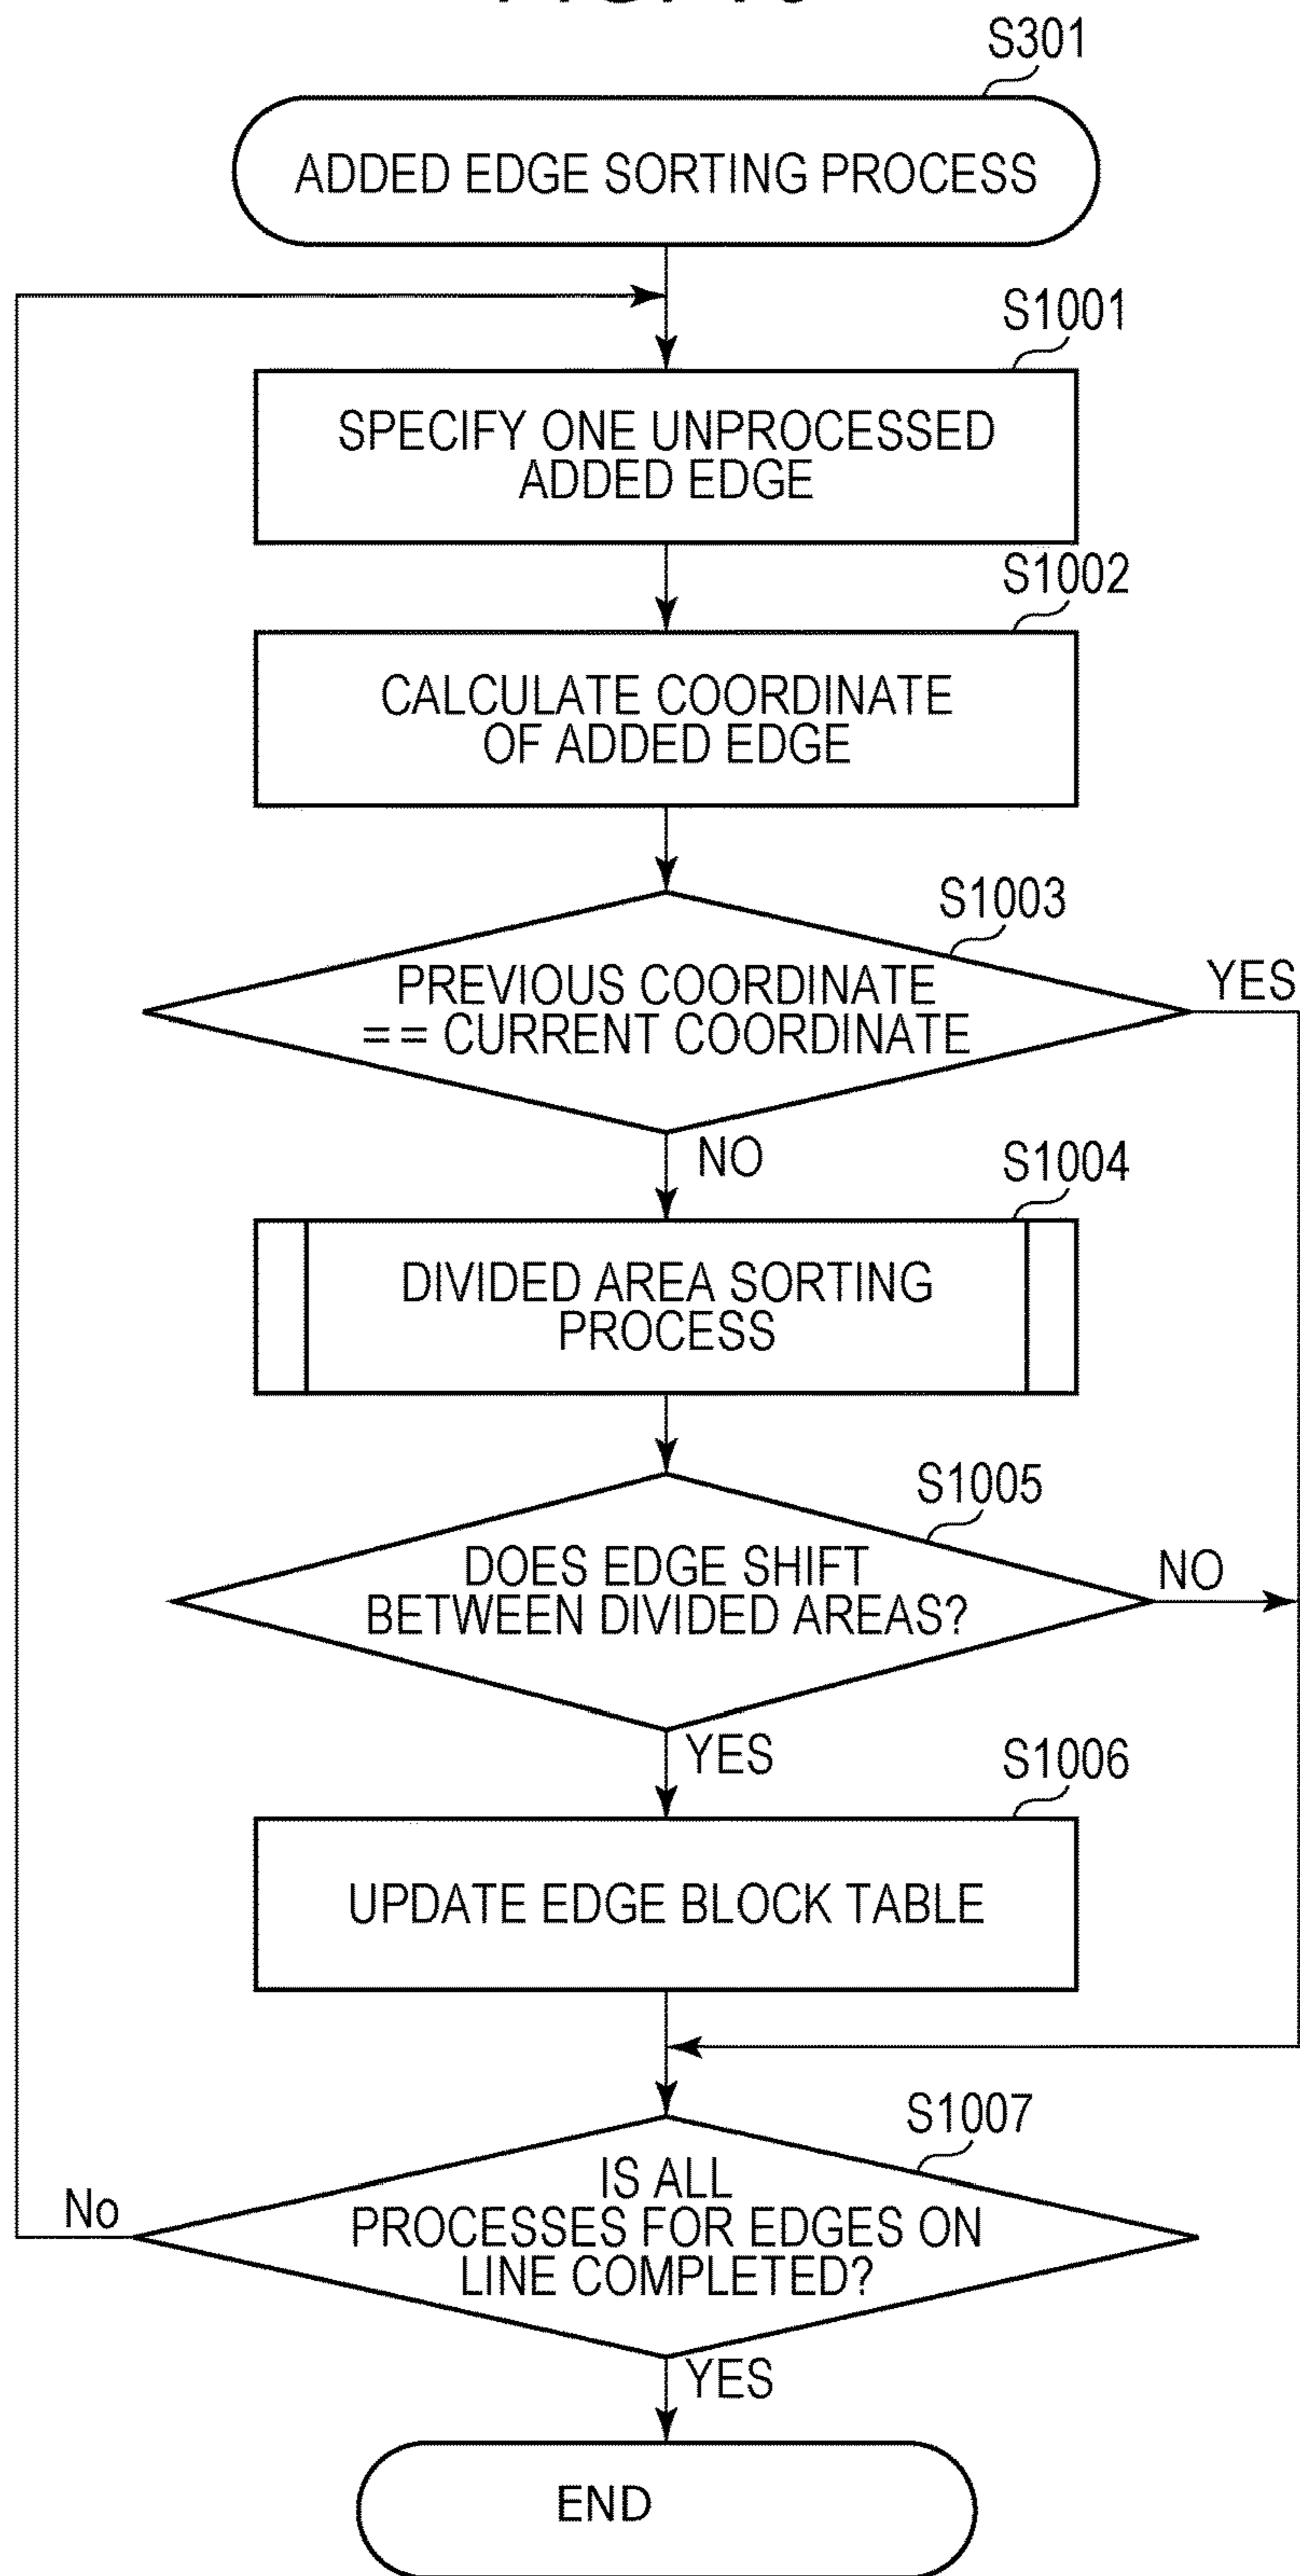 S301
ADDED EDGE SORTING PROCESS
S1001
SPECIFY ONE UNPROCESSED
ADDED EDGE
S1002
CALCULATE COORDINATE
OF ADDED EDGE
S1003
PREVIOUS COORDINATE
== CURRENT COORDINATE
YES
NO
S1004
DIVIDED AREA SORTING
PROCESS
S1005
DOES EDGE SHIFT
BETWEEN DIVIDED AREAS?
NO
YES
S1006
UPDATE EDGE BLOCK TABLE
S1007
IS ALL
PROCESSES FOR EDGES ON
LINE COMPLETED?
No
YES
END